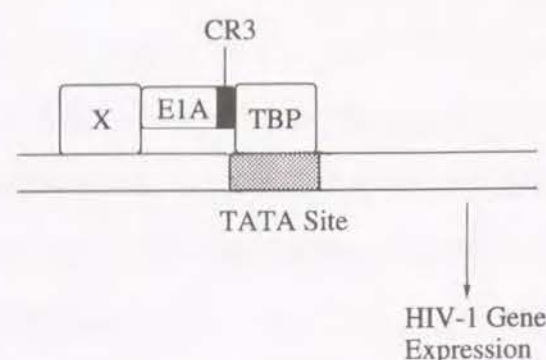 CR3
X
E1A
TBP
TATA Site
HIV-1 Gene
Expression